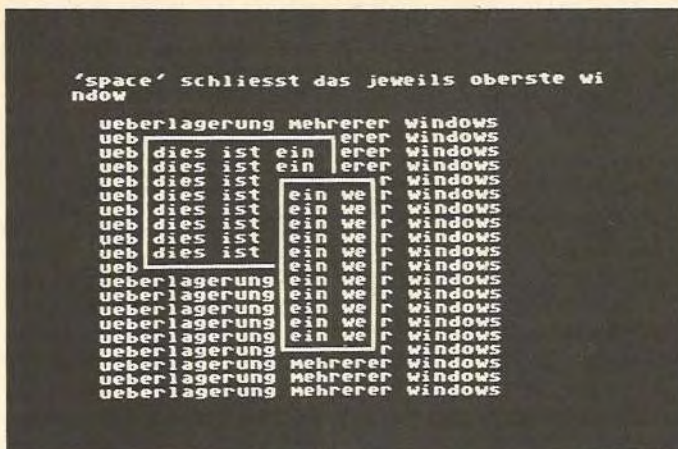 'space' schliesst das jeweils oberste wi
ndow
ueberlagerung mehrerer windows
ueb erer windows
ueb dies ist ein erer windows
ueb dies ist ein erer windows
ueb dies ist r windows
ueb dies ist ein we r windows
ueb dies ist ein we r windows
ueb dies ist ein we r windows
ueb dies ist ein we r windows
ueb dies ist ein we r windows
ueb ein we r windows
ueberlagerung ein we r windows
ueberlagerung ein we r windows
ueberlagerung ein we r windows
ueberlagerung ein we r windows
ueberlagerung ein we r windows
ueberlagerung r windows
ueberlagerung mehrerer windows
ueberlagerung mehrerer windows
ueberlagerung mehrerer windows